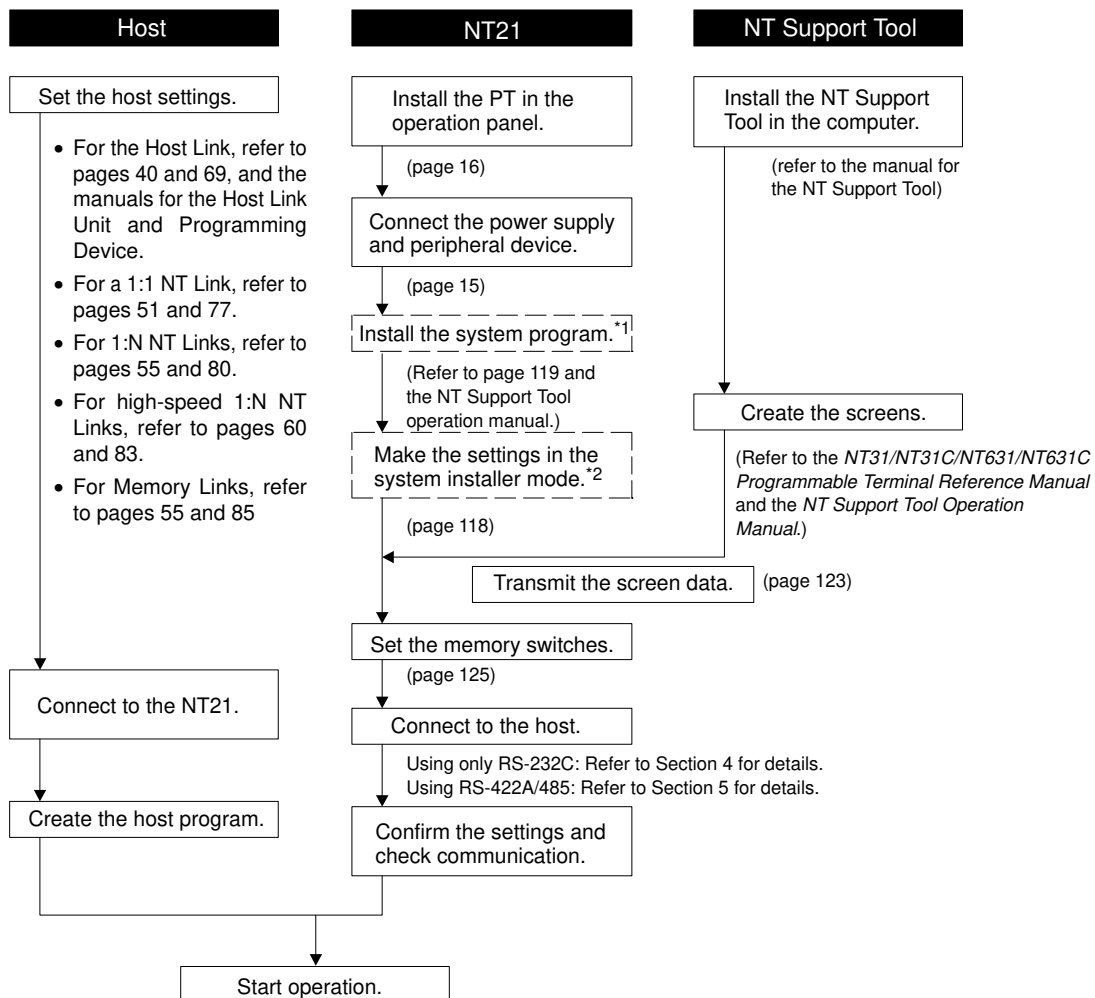 Host
NT21
NT Support Tool
Set the host settings.
• For the Host Link, refer to
pages 40 and 69, and the
manuals for the Host Link
Unit and Programming
Device.
• For a 1:1 NT Link, refer to
pages 51 and 77.
• For 1:N NT Links, refer to
pages 55 and 80.
• For high-speed 1:N NT
Links, refer to pages 60
and 83.
• For Memory Links, refer
to pages 55 and 85
Connect to the NT21.
Create the host program.
Install the PT in the
operation panel.
(page 16)
Connect the power supply
and peripheral device.
(page 15)
Install the system program.*1
(Refer to page 119 and
the NT Support Tool
operation manual.)
Make the settings in the
system installer mode.*2
(page 118)
Install the NT Support
Tool in the computer.
(refer to the manual for
the NT Support Tool)
Create the screens.
(Refer to the NT31/NT31C/NT631/NT631C
Programmable Terminal Reference Manual
and the NT Support Tool Operation
Manual.)
Transmit the screen data.
(page 123)
Set the memory switches.
(page 125)
Connect to the host.
Using only RS-232C: Refer to Section 4 for details.
Using RS-422A/485: Refer to Section 5 for details.
Confirm the settings and
check communication.
Start operation.